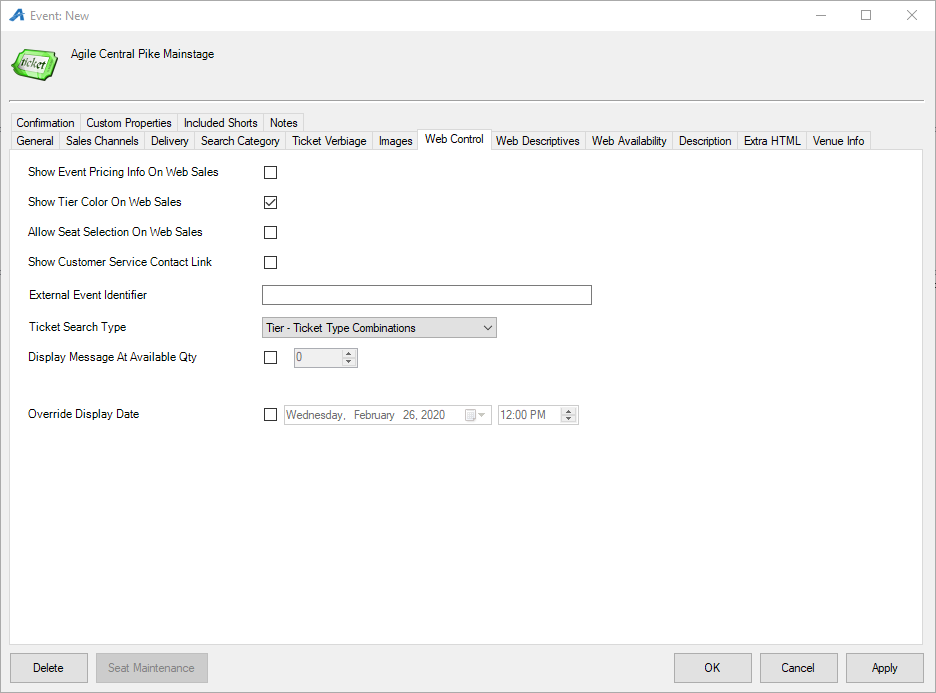 Event: New
ticket
Agile Central Pike Mainstage
Confirmation Custom Properties Included Shorts Notes
General Sales Channels Delivery Search Category Ticket Verbiage Images Web Control Web Descriptives Web Availability Description Extra HTML Venue Info
Show Event Pricing Info On Web Sales
Show Tier Color On Web Sales
Allow Seat Selection On Web Sales
Show Customer Service Contact Link
External Event Identifier
Ticket Search Type Tier - Ticket Type Combinations
Display Message At Available Qty 0
Override Display Date Wednesday, February 26, 2020 12:00 PM
Delete Seat Maintenance OK Cancel Apply